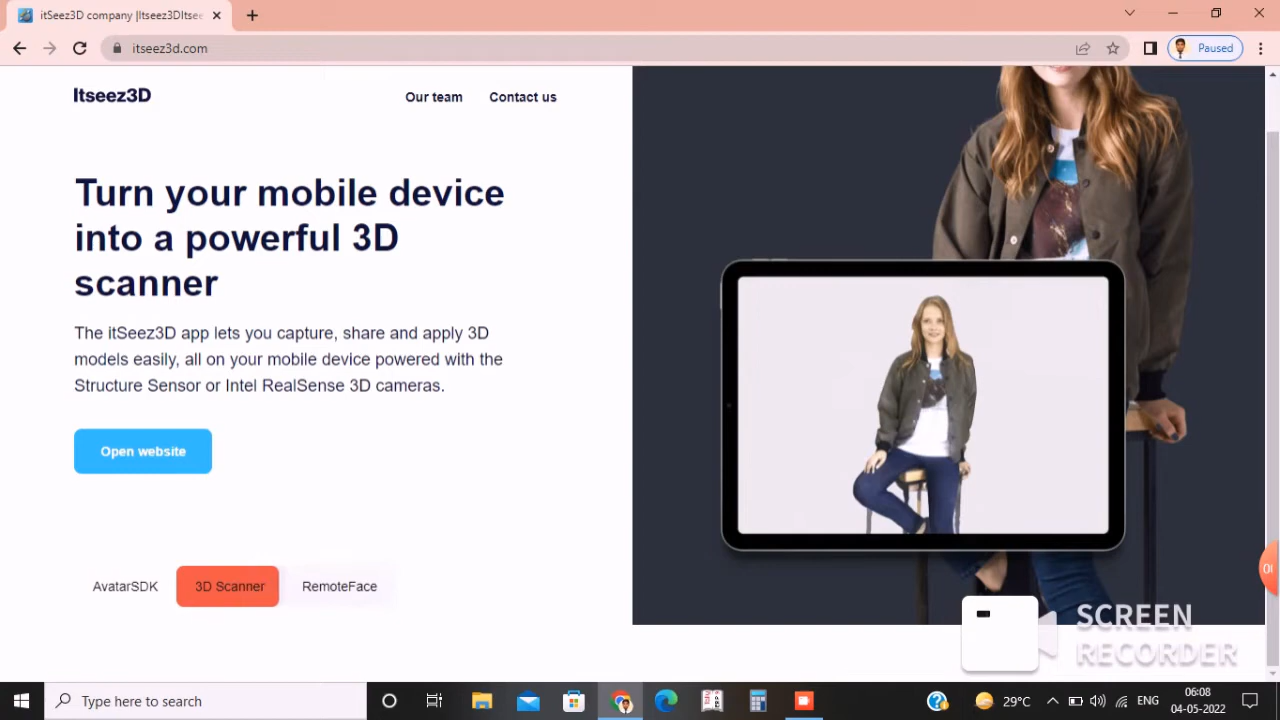 itSeez3D company |Itseez3DItsee
itseez3d.com
Paused
Itseez3D
Our team
Contact us
Turn your mobile device
into a powerful 3D
scanner
The itSeez3D app lets you capture, share and apply 3D
models easily, all on your mobile device powered with the
Structure Sensor or Intel RealSense 3D cameras.
Open website
AvatarSDK
3D Scanner
RemoteFace
SCREEN
RECORDER
Type here to search
29°C
ENG
06:08
04-05-2022